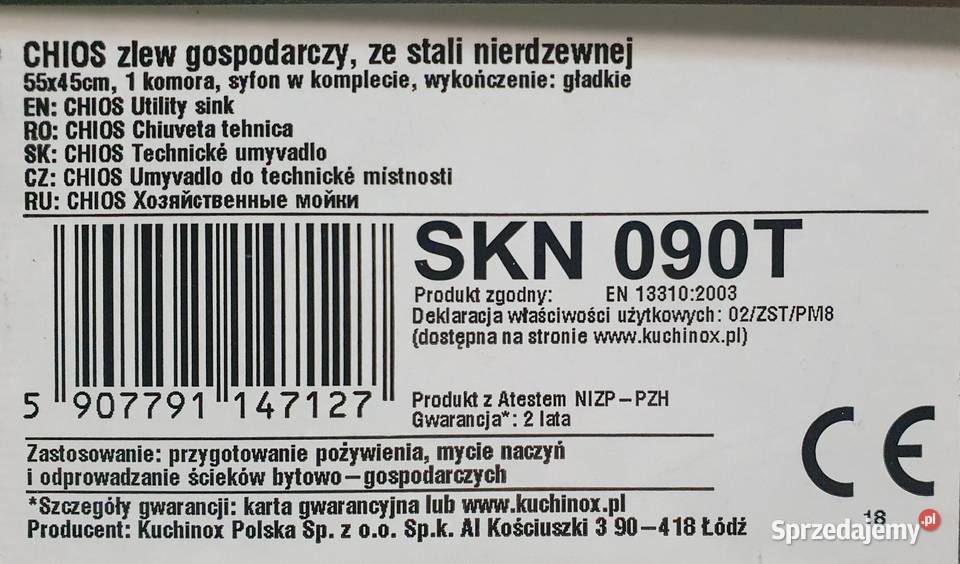 CHIOS zlew gospodarczy, ze stali nierdzewnej
55x45cm, 1 komora, syfon w komplecie, wykończenie: gładkie
EN: CHIOS Utility sink
RO: CHIOS Chiuveta tehnica
SK: CHIOS Technické umyvadlo
CZ: CHIOS Umyvadlo do technické místnosti
RU: CHIOS Хозяйственные мойки
SKN 090T
Produkt zgodny: EN 13310:2003
Deklaracja właściwości użytkowych: 02/ZST/PM8
(dostępna na stronie www.kuchinox.pl)
5 907791 147127
Produkt z Atestem NIZP-PZH
Gwarancja*: 2 lata
CE
18
Zastosowanie: przygotowanie pożywienia, mycie naczyń
i odprowadzanie ścieków bytowo-gospodarczych
*Szczegóły gwarancji: karta gwarancyjna lub www.kuchinox.pl
Producent: Kuchinox Polska Sp. z o.o. Sp.k. Al Kościuszki 3 90-418 Łódź
Sprzedajemy.pl